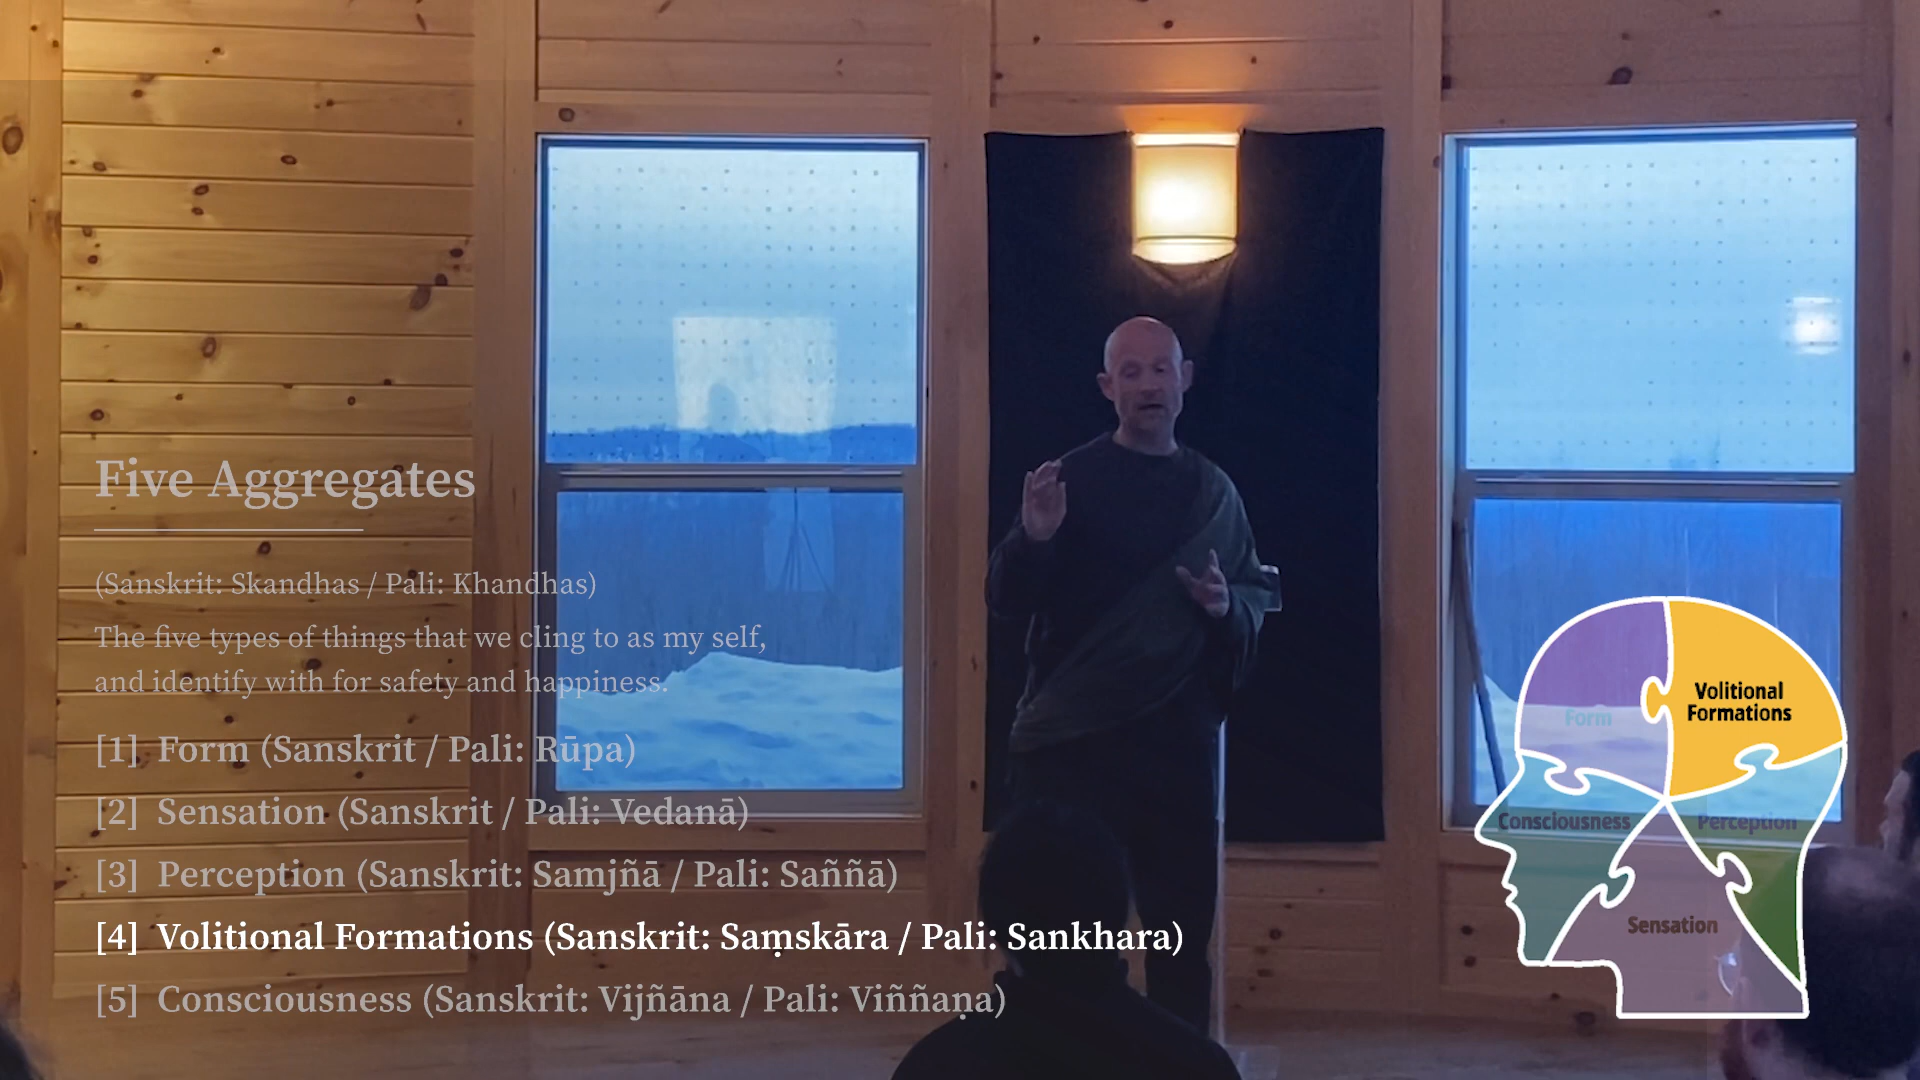 Five Aggregates
(Sanskrit: Skandhas / Pali: Khandhas)
The five types of things that we cling to as my self,
and identify with for safety and happiness.
[1] Form (Sanskrit / Pali: Rūpa)
[2] Sensation (Sanskrit / Pali: Vedanā)
[3] Perception (Sanskrit: Samjñā / Pali: Saññā)
[4] Volitional Formations (Sanskrit: Saṃskāra / Pali: Sankhara)
[5] Consciousness (Sanskrit: Vijñāna / Pali: Viññaṇa)
Volitional
Formations
Form
Consciousness
Perception
Sensation